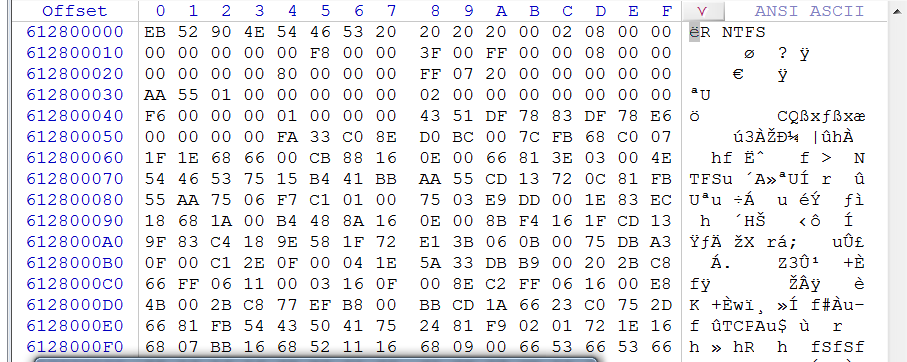 Offset 0 1 2 3 4 5 6 7 8 9 A B C D E F ANSI ASCII
612800000 EB 52 90 4E 54 46 53 20 20 20 20 00 02 08 00 00 ëR NTFS
612800010 00 00 00 00 00 F8 00 00 3F 00 FF 00 00 08 00 00 ø ? ÿ
612800020 00 00 00 00 80 00 00 00 FF 07 20 00 00 00 00 00 € ÿ
612800030 AA 55 01 00 00 00 00 00 02 00 00 00 00 00 00 00 ªU
612800040 F6 00 00 00 01 00 00 00 43 51 DF 78 83 DF 78 E6 ö CQßxƒßxæ
612800050 00 00 00 00 FA 33 C0 8E D0 BC 00 7C FB 68 C0 07 ú3ÀŽÐ¼ |ûhÀ
612800060 1F 1E 68 66 00 CB 88 16 0E 00 66 81 3E 03 00 4E hf Ëˆ f > N
612800070 54 46 53 75 15 B4 41 BB AA 55 CD 13 72 0C 81 FB TFSu ´A»ªUÍ r û
612800080 55 AA 75 06 F7 C1 01 00 75 03 E9 DD 00 1E 83 EC Uªu ÷Á u éÝ ƒì
612800090 18 68 1A 00 B4 48 8A 16 0E 00 8B F4 16 1F CD 13 h ´HŠ ‹ô Í
6128000A0 9F 83 C4 18 9E 58 1F 72 E1 3B 06 0B 00 75 DB A3 ŸƒÄ žX rá; uÛ£
6128000B0 0F 00 C1 2E 0F 00 04 1E 5A 33 DB B9 00 20 2B C8 Á. Z3Û¹ +È
6128000C0 66 FF 06 11 00 03 16 0F 00 8E C2 FF 06 16 00 E8 fÿ ŽÂÿ è
6128000D0 4B 00 2B C8 77 EF B8 00 BB CD 1A 66 23 C0 75 2D K +Èwï¸ »Í f#Àu-
6128000E0 66 81 FB 54 43 50 41 75 24 81 F9 02 01 72 1E 16 f ûTCPAu$ ù r
6128000F0 68 07 BB 16 68 52 11 16 68 09 00 66 53 66 53 66 h » hR h fSfSf